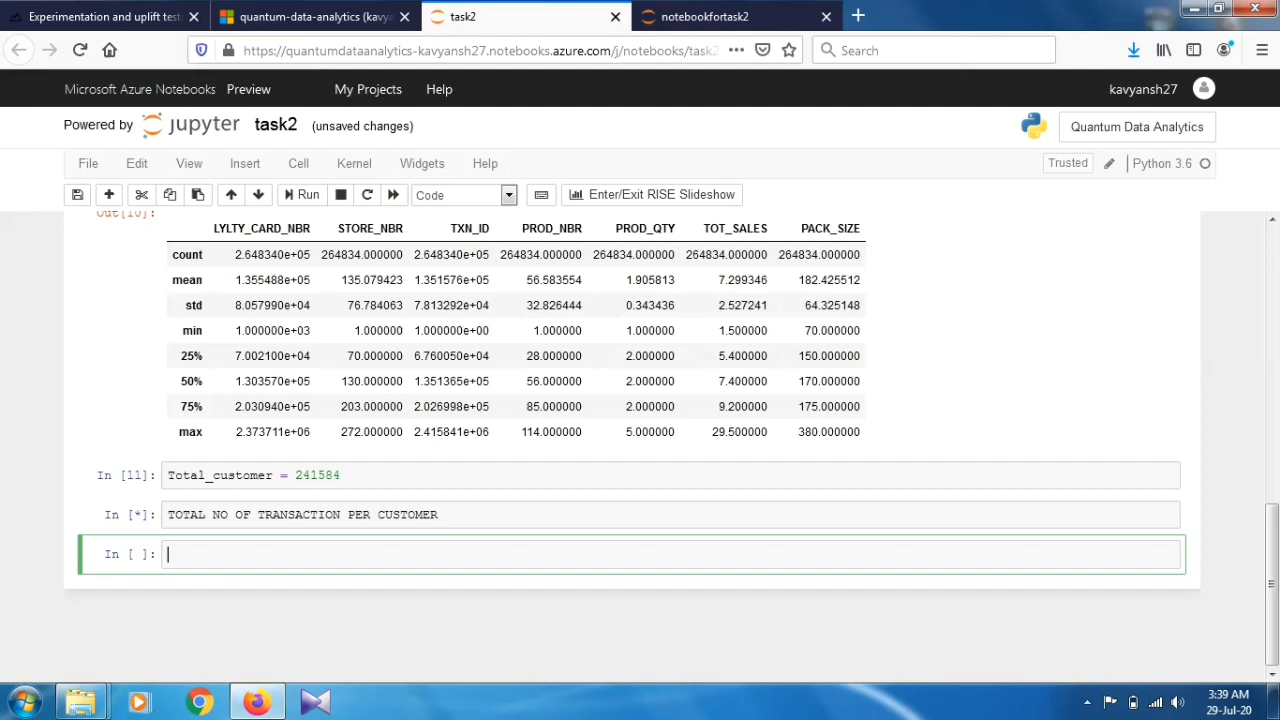 Experimentation and uplift test
quantum-data-analytics (kavya
task2
notebookfortask2
https://quantumdataanalytics-kavyansh27.notebooks.azure.com/j/notebooks/task2
Search
Microsoft Azure Notebooks Preview My Projects Help kavyansh27
Powered by jupyter task2 (unsaved changes) Quantum Data Analytics
File Edit View Insert Cell Kernel Widgets Help Trusted Python 3.6
Run Code Enter/Exit RISE Slideshow
Out[10]:
LYLTY_CARD_NBR STORE_NBR TXN_ID PROD_NBR PROD_QTY TOT_SALES PACK_SIZE
count 2.648340e+05 264834.000000 2.648340e+05 264834.000000 264834.000000 264834.000000 264834.000000
mean 1.355488e+05 135.079423 1.351576e+05 56.583554 1.905813 7.299346 182.425512
std 8.057990e+04 76.784063 7.813292e+04 32.826444 0.343436 2.527241 64.325148
min 1.000000e+03 1.000000 1.000000e+00 1.000000 1.000000 1.500000 70.000000
25% 7.002100e+04 70.000000 6.760050e+04 28.000000 2.000000 5.400000 150.000000
50% 1.303570e+05 130.000000 1.351365e+05 56.000000 2.000000 7.400000 170.000000
75% 2.030940e+05 203.000000 2.026998e+05 85.000000 2.000000 9.200000 175.000000
max 2.373711e+06 272.000000 2.415841e+06 114.000000 5.000000 29.500000 380.000000
In [11]: Total_customer = 241584
In [*]: TOTAL NO OF TRANSACTION PER CUSTOMER
In [ ]:
3:39 AM
29-Jul-20